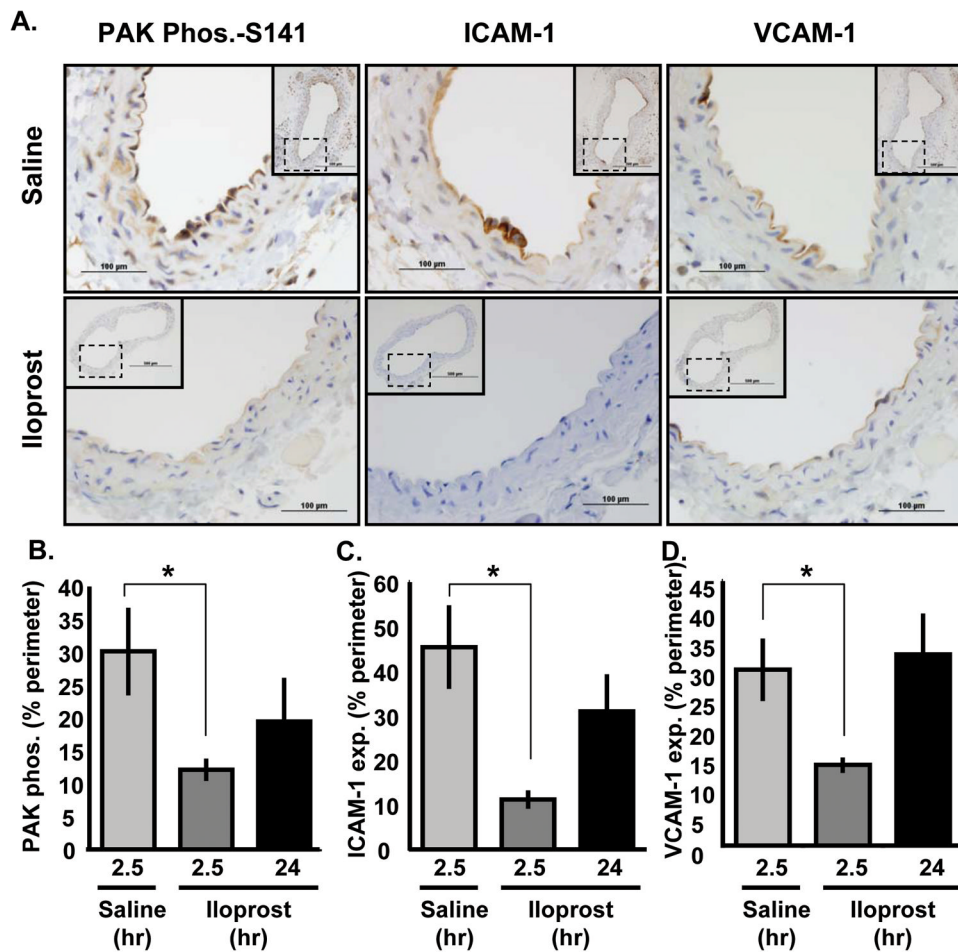 A.
PAK Phos.-S141 ICAM-1 VCAM-1
Saline
100 µm
100 µm
100 µm
Iloprost
100 µm
100 µm
100 µm
B.
PAK phos. (% perimeter)
40
35
30
25
20
15
10
5
0
*
2.5 2.5 24
Saline Iloprost
(hr) (hr)
C.
ICAM-1 exp. (% perimeter)
60
50
40
30
20
10
0
*
2.5 2.5 24
Saline Iloprost
(hr) (hr)
D.
VCAM-1 exp. (% perimeter)
45
40
35
30
25
20
15
10
5
0
*
2.5 2.5 24
Saline Iloprost
(hr) (hr)